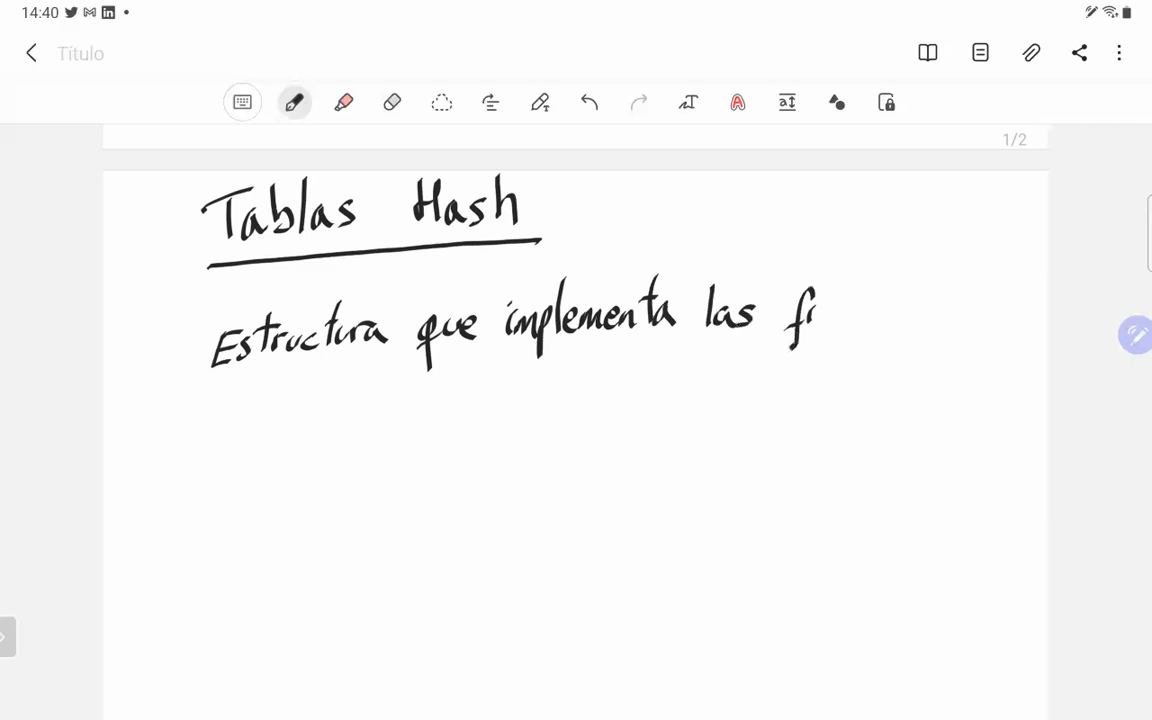 14:40
Título
1/2
Tablas Hash
Estructura que implementa las